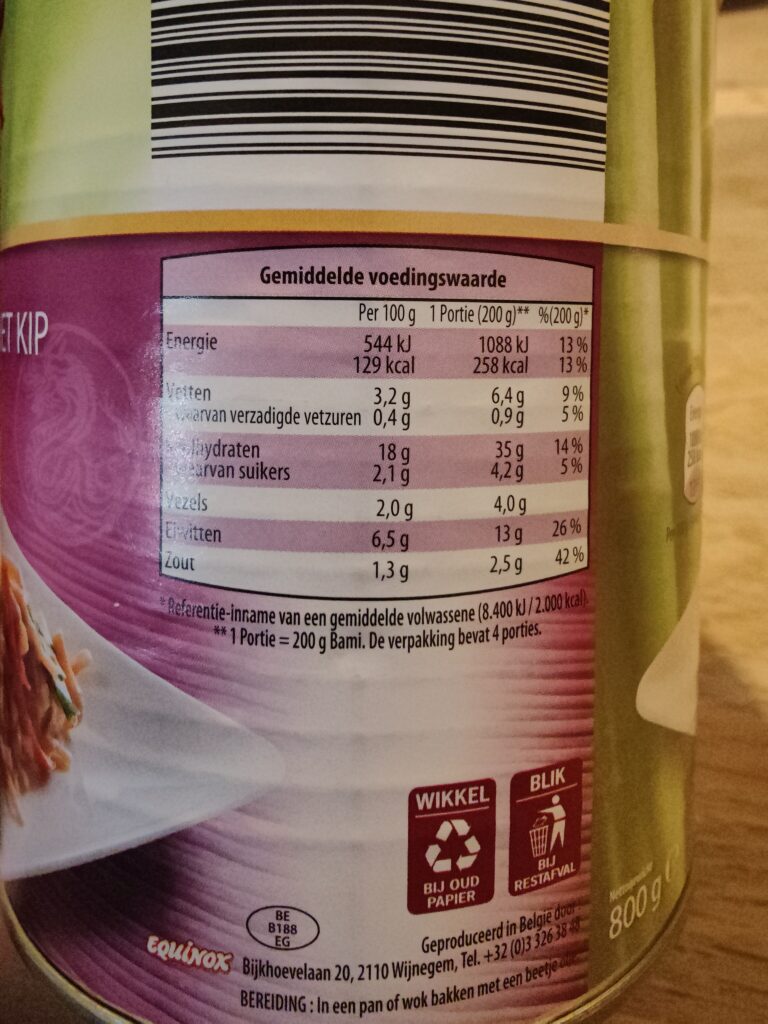 Gemiddelde voedingswaarde
Per 100 g 1 Portie (200 g)** %(200 g)*
ET KIP
Energie 544 kJ 1088 kJ 13 %
129 kcal 258 kcal 13 %
Vetten 3,2 g 6,4 g 9 %
waarvan verzadigde vetzuren 0,4 g 0,9 g 5 %
Koolhydraten 18 g 35 g 14 %
waarvan suikers 2,1 g 4,2 g 5 %
Vezels 2,0 g 4,0 g
Eiwitten 6,5 g 13 g 26 %
Zout 1,3 g 2,5 g 42 %
* Referentie-inname van een gemiddelde volwassene (8.400 kJ / 2.000 kcal).
** 1 Portie = 200 g Bami. De verpakking bevat 4 porties.
WIKKEL
BIJ OUD
PAPIER
BLIK
BIJ
RESTAFVAL
BE
B188
EG
EQUINOX
Geproduceerd in België door
Bijkhoevelaan 20, 2110 Wijnegem, Tel. +32 (0)3 326 38 48
BEREIDING : In een pan of wok bakken met een beetje
800 g